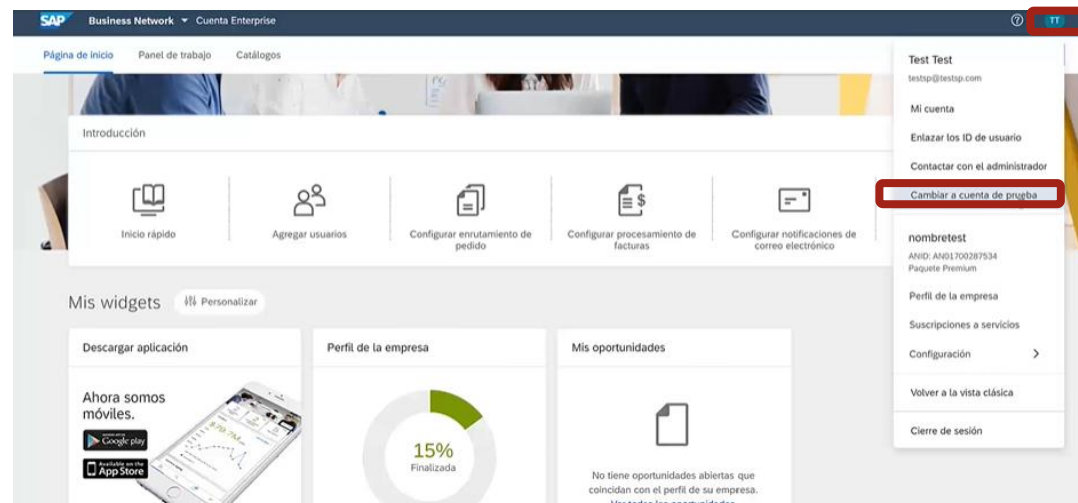 SAP Business Network Cuenta Enterprise
TT
Página de inicio Panel de trabajo Catálogos
Test Test
testsp@testsp.com
Mi cuenta
Enlazar los ID de usuario
Contactar con el administrador
Cambiar a cuenta de prueba
nombretest
ANID: AN01700287534
Paquete Premium
Perfil de la empresa
Suscripciones a servicios
Configuración
Volver a la vista clásica
Cierre de sesión
Introducción
Inicio rápido
Agregar usuarios
Configurar enrutamiento de
pedido
Configurar procesamiento de
facturas
Configurar notificaciones de
correo electrónico
Mis widgets
Personalizar
Descargar aplicación
Ahora somos
móviles.
Google play
Available on the
App Store
Perfil de la empresa
15%
Finalizada
Mis oportunidades
No tiene oportunidades abiertas que
coincidan con el perfil de su empresa.